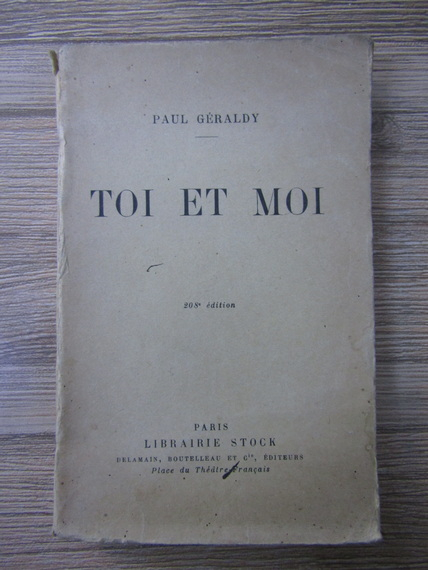 PAUL GÉRALDY
TOI ET MOI
208ᵉ édition
PARIS
LIBRAIRIE STOCK
DELAMAIN, BOUTELLEAU ET Cⁱᵉ, ÉDITEURS
Place du Théâtre Français